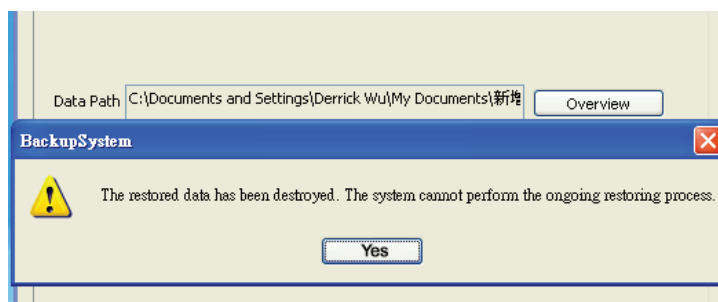 Data Path C:\Documents and Settings\Derrick Wu\My Documents\新增 Overview
BackupSystem
The restored data has been destroyed. The system cannot perform the ongoing restoring process.
Yes